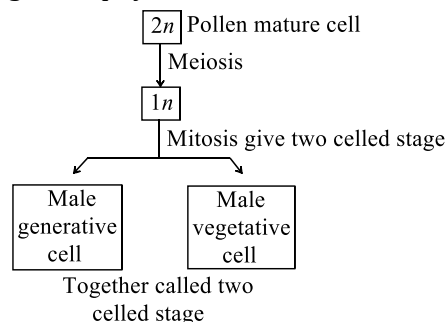 2n Pollen mature cell
Meiosis
1n
Mitosis give two celled stage
Male generative cell
Male vegetative cell
Together called two
celled stage